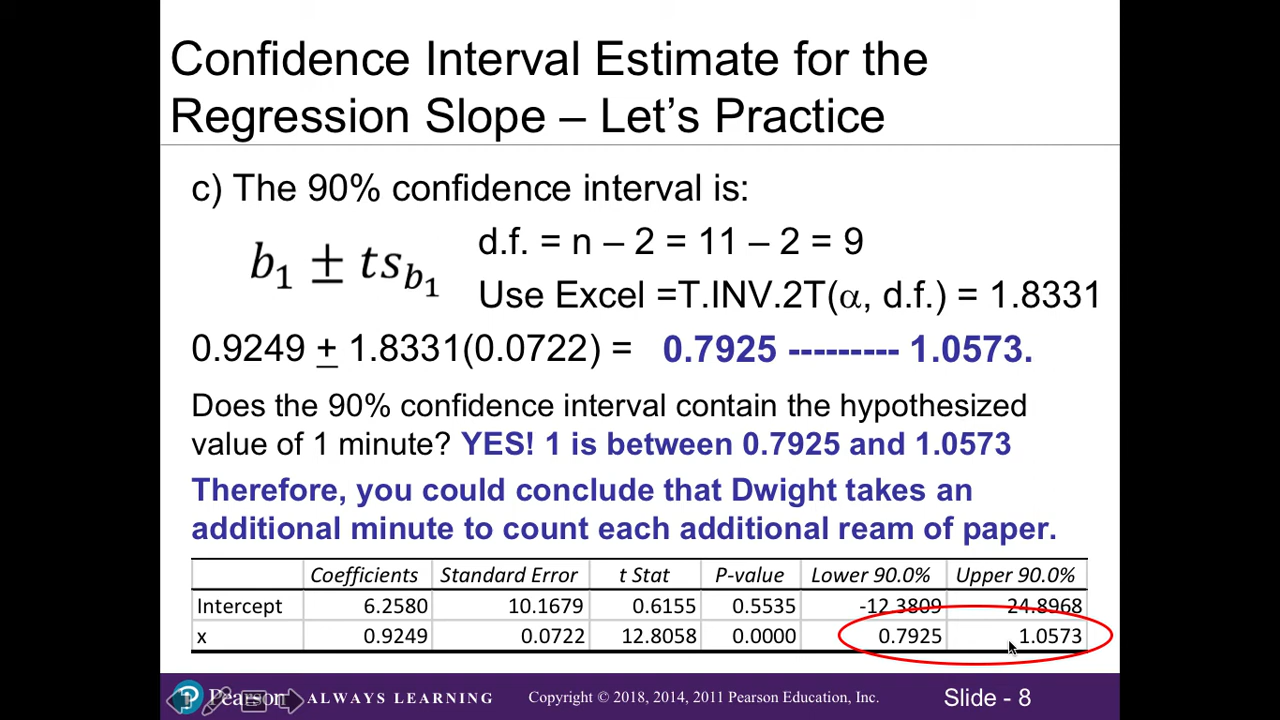 Confidence Interval Estimate for the
Regression Slope – Let's Practice
c) The 90% confidence interval is:
b₁ ± ts_b₁
d.f. = n – 2 = 11 – 2 = 9
Use Excel =T.INV.2T(α, d.f.) = 1.8331
0.9249 ± 1.8331(0.0722) = 0.7925 --------- 1.0573.
Does the 90% confidence interval contain the hypothesized
value of 1 minute? YES! 1 is between 0.7925 and 1.0573
Therefore, you could conclude that Dwight takes an
additional minute to count each additional ream of paper.
Coefficients Standard Error t Stat P-value Lower 90.0% Upper 90.0%
Intercept 6.2580 10.1679 0.6155 0.5535 -12.3809 24.8968
x 0.9249 0.0722 12.8058 0.0000 0.7925 1.0573
Pearson ALWAYS LEARNING Copyright © 2018, 2014, 2011 Pearson Education, Inc. Slide - 8